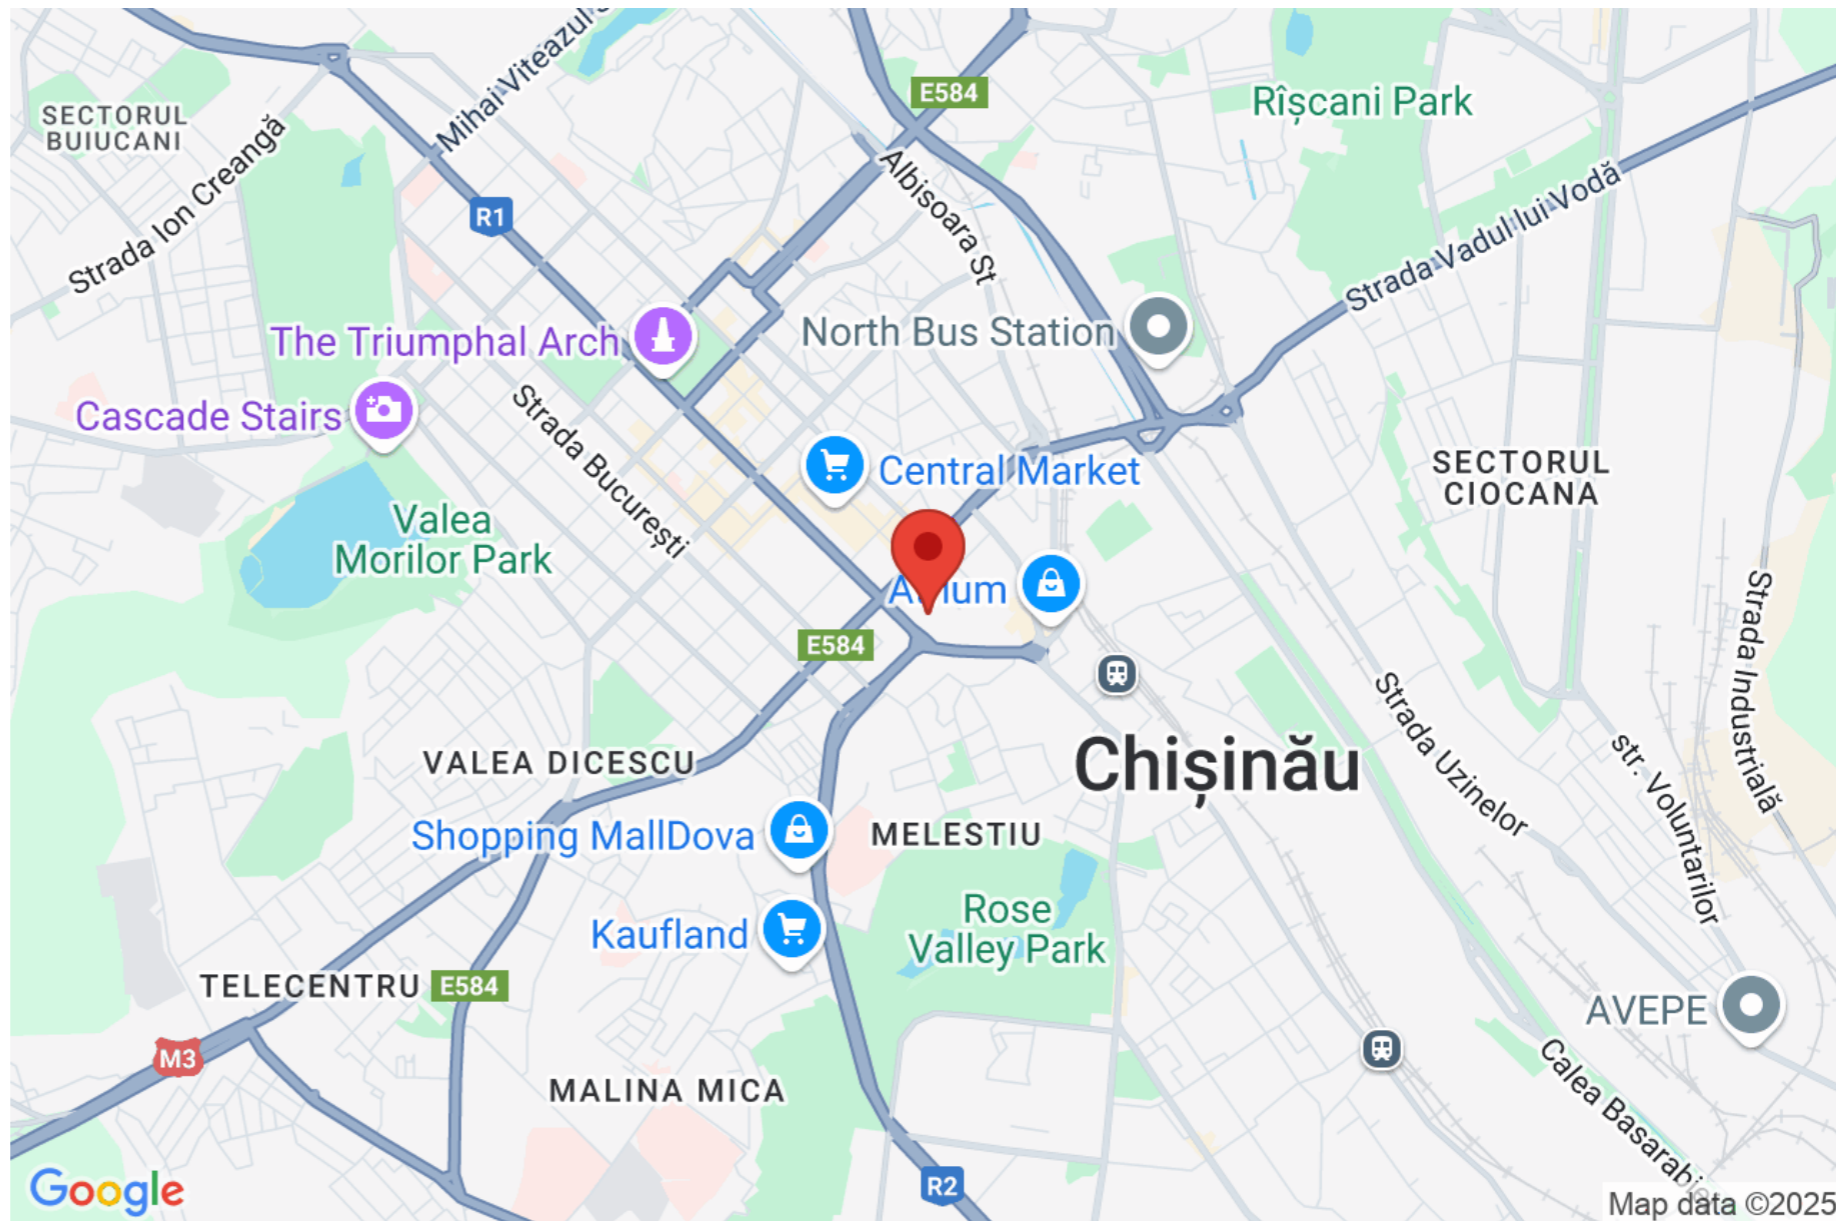 Mihai Viteazul
E584
Rîșcani Park
SECTORUL
BUIUCANI
Strada Ion Creangă
Albisoara St
R1
Strada Vadul lui Vodă
The Triumphal Arch
North Bus Station
Cascade Stairs
Strada București
Central Market
SECTORUL
CIOCANA
Valea
Morilor Park
E584
Strada Industrială
Strada Uzinelor
str. Voluntarilor
VALEA DICESCU
Chișinău
Shopping MallDova
MELESTIU
Kaufland
Rose
Valley Park
TELECENTRU
E584
AVEPE
M3
MALINA MICA
Calea Basarabiei
R2
Google
Map data ©2025